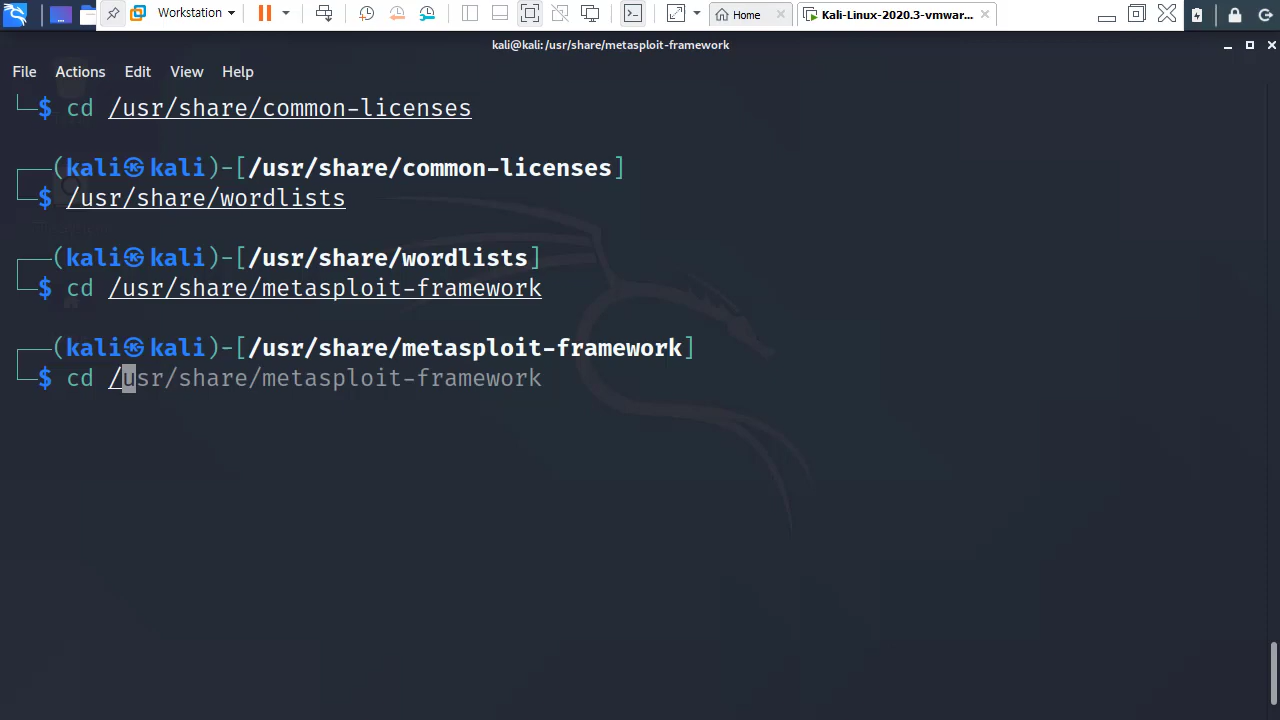 Workstation
Home
Kali-Linux-2020.3-vmwar...
kali@kali:/usr/share/metasploit-framework
File Actions Edit View Help
└─$ cd /usr/share/common-licenses
┌──(kali㉿kali)-[/usr/share/common-licenses]
└─$ /usr/share/wordlists
┌──(kali㉿kali)-[/usr/share/wordlists]
└─$ cd /usr/share/metasploit-framework
┌──(kali㉿kali)-[/usr/share/metasploit-framework]
└─$ cd /usr/share/metasploit-framework